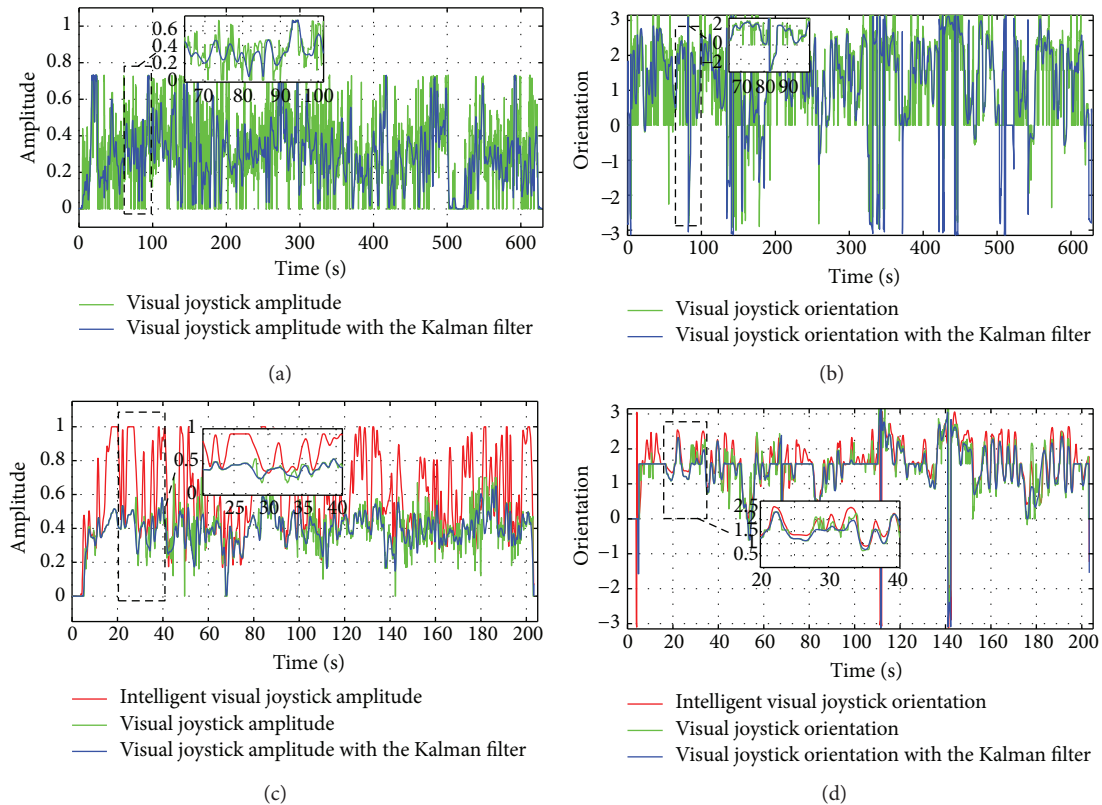 1
0.8
0.6
0.4
0.2
0
Amplitude
0.6
0.4
0.2
0
70 80 90 100
0 100 200 300 400 500 600
Time (s)
Visual joystick amplitude
Visual joystick amplitude with the Kalman filter
(a)
3
2
1
0
−1
−2
−3
Orientation
2
0
−2
70 80 90
0 100 200 300 400 500 600
Time (s)
Visual joystick orientation
Visual joystick orientation with the Kalman filter
(b)
1
0.8
0.6
0.4
0.2
0
Amplitude
1
0.5
0
25 30 35 40
0 20 40 60 80 100 120 140 160 180 200
Time (s)
Intelligent visual joystick amplitude
Visual joystick amplitude
Visual joystick amplitude with the Kalman filter
(c)
3
2
1
0
−1
−2
−3
Orientation
2.5
2
1.5
1
0.5
20 30 40
0 20 40 60 80 100 120 140 160 180 200
Time (s)
Intelligent visual joystick orientation
Visual joystick orientation
Visual joystick orientation with the Kalman filter
(d)